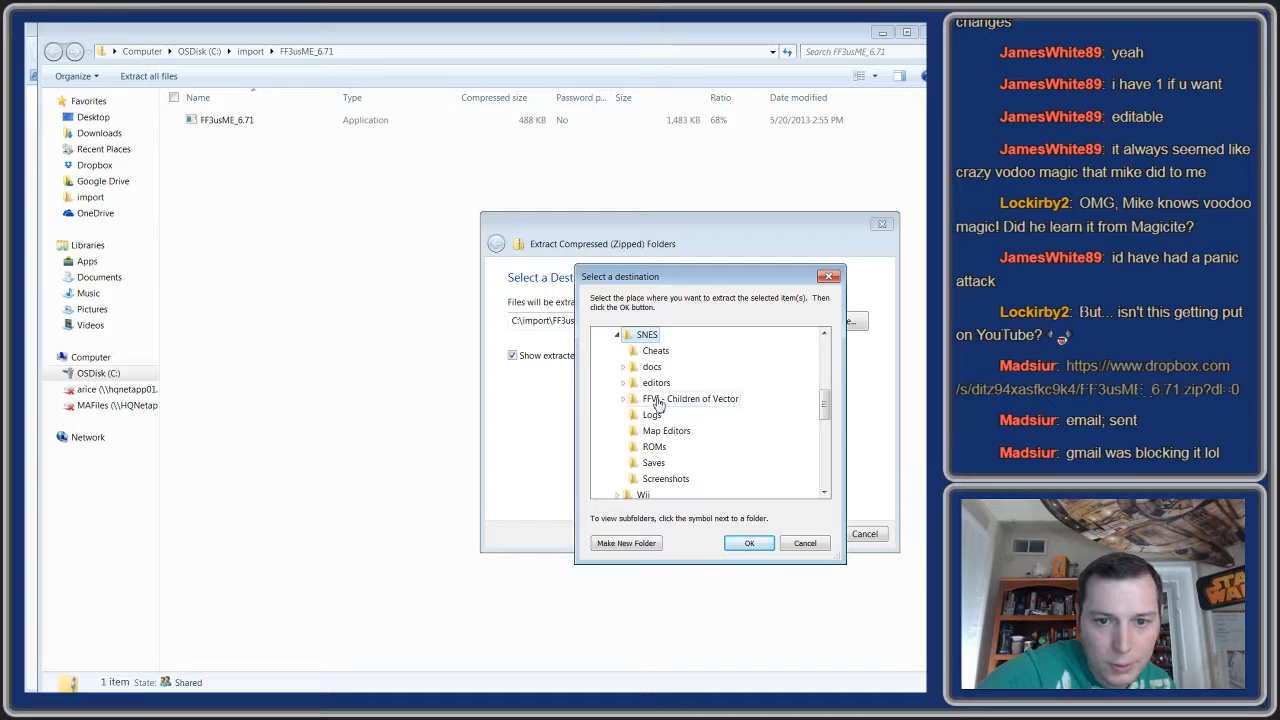 Computer ▸ OSDisk (C:) ▸ import ▸ FF3usME_6.71
Search FF3usME_6.71
Organize ▾ Extract all files
Name Type Compressed size Password p... Size Ratio Date modified
FF3usME_6.71 Application 488 KB No 1,483 KB 68% 5/20/2013 2:55 PM
Favorites
Desktop
Downloads
Recent Places
Dropbox
Google Drive
import
OneDrive
Libraries
Apps
Documents
Music
Pictures
Videos
Computer
OSDisk (C:)
arice (\\hqnetapp01.
MAFiles (\\HQNetap
Network
1 item State: Shared
Extract Compressed (Zipped) Folders
Select a Dest
Files will be extra
C:\import\FF3us
e...
Show extracte
Cancel
Select a destination
Select the place where you want to extract the selected item(s). Then
click the OK button.
SNES
Cheats
docs
editors
FFVI - Children of Vector
Logs
Map Editors
ROMs
Saves
Screenshots
Wii
To view subfolders, click the symbol next to a folder.
Make New Folder OK Cancel
changes
JamesWhite89: yeah
JamesWhite89: i have 1 if u want
JamesWhite89: editable
JamesWhite89: it always seemed like
crazy vodoo magic that mike did to me
Lockirby2: OMG, Mike knows voodoo
magic! Did he learn it from Magicite?
JamesWhite89: id have had a panic
attack
Lockirby2: But... isn't this getting put
on YouTube?
Madsiur: https://www.dropbox.com
/s/ditz94xasfkc9k4/FF3usME_6.71.zip?dl=0
Madsiur: email; sent
Madsiur: gmail was blocking it lol
STAR
WARS